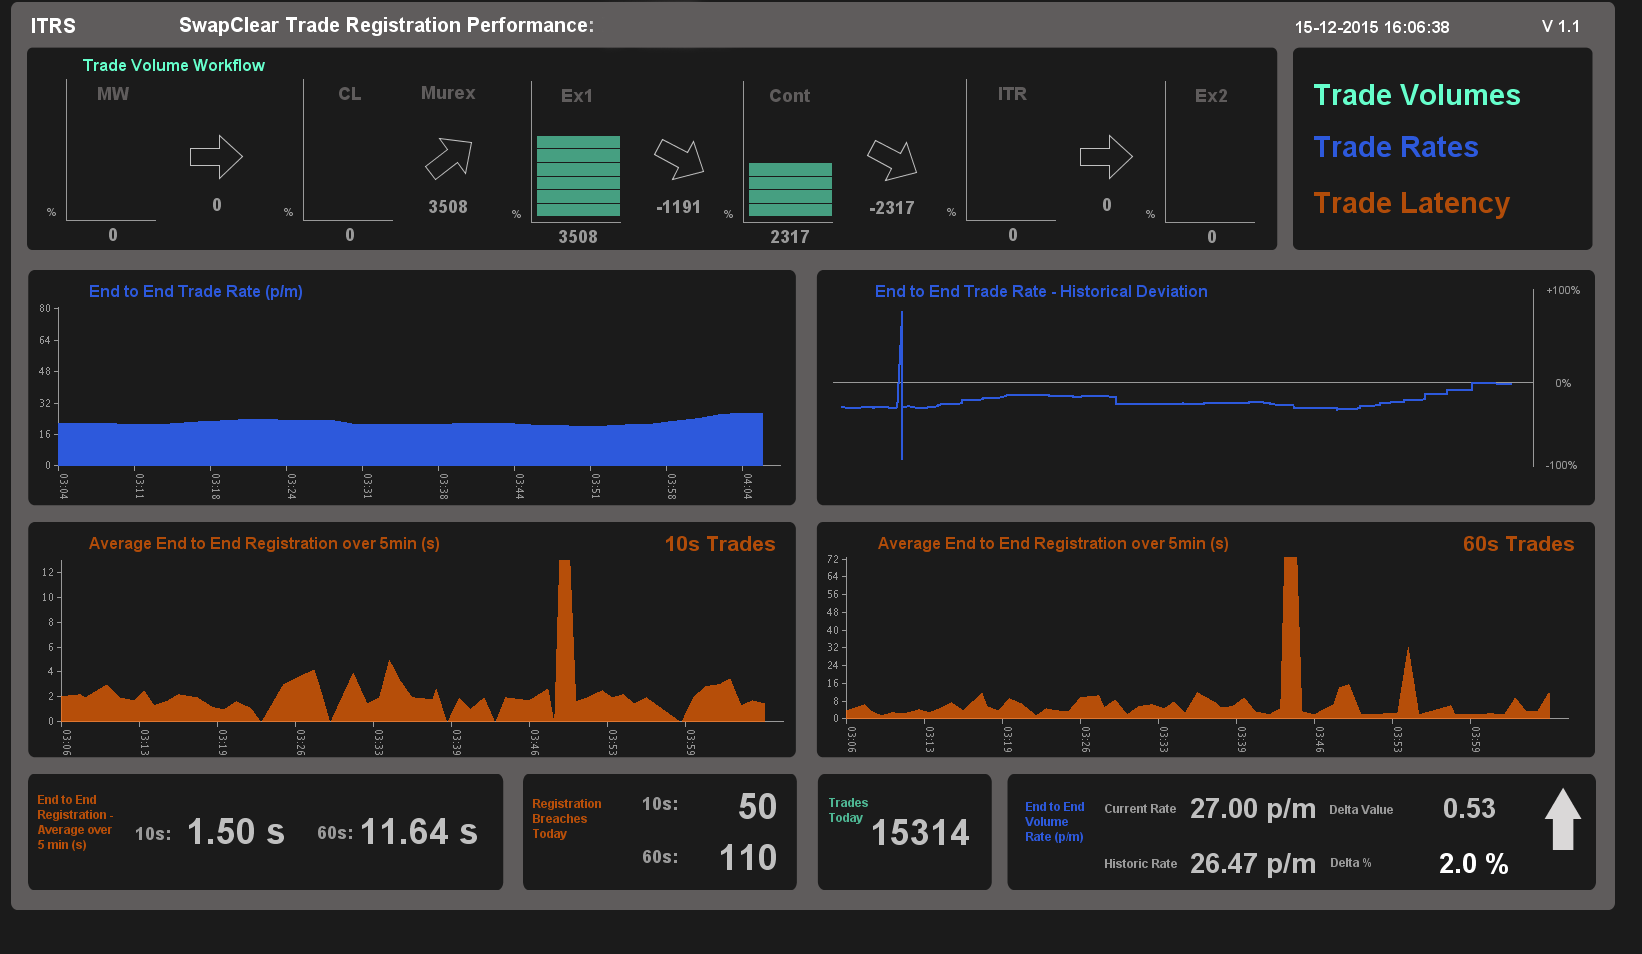 ITRS
SwapClear Trade Registration Performance:
15-12-2015 16:06:38
V 1.1
Trade Volume Workflow
MW
CL
Murex
Ex1
Cont
ITR
Ex2
0
3508
-1191
-2317
0
%
%
%
%
%
%
0
0
3508
2317
0
0
Trade Volumes
Trade Rates
Trade Latency
End to End Trade Rate (p/m)
80
64
48
32
16
0
03:04
03:11
03:18
03:24
03:31
03:38
03:44
03:51
03:58
04:04
End to End Trade Rate - Historical Deviation
+100%
0%
-100%
Average End to End Registration over 5min (s)
10s Trades
12
10
8
6
4
2
0
03:06
03:13
03:19
03:26
03:33
03:39
03:46
03:53
03:59
Average End to End Registration over 5min (s)
60s Trades
72
64
56
48
40
32
24
16
8
0
03:06
03:13
03:19
03:26
03:33
03:39
03:46
03:53
03:59
End to End
Registration -
Average over
5 min (s)
10s: 1.50 s
60s: 11.64 s
Registration
Breaches
Today
10s: 50
60s: 110
Trades
Today
15314
End to End
Volume
Rate (p/m)
Current Rate 27.00 p/m Delta Value 0.53
Historic Rate 26.47 p/m Delta % 2.0 %